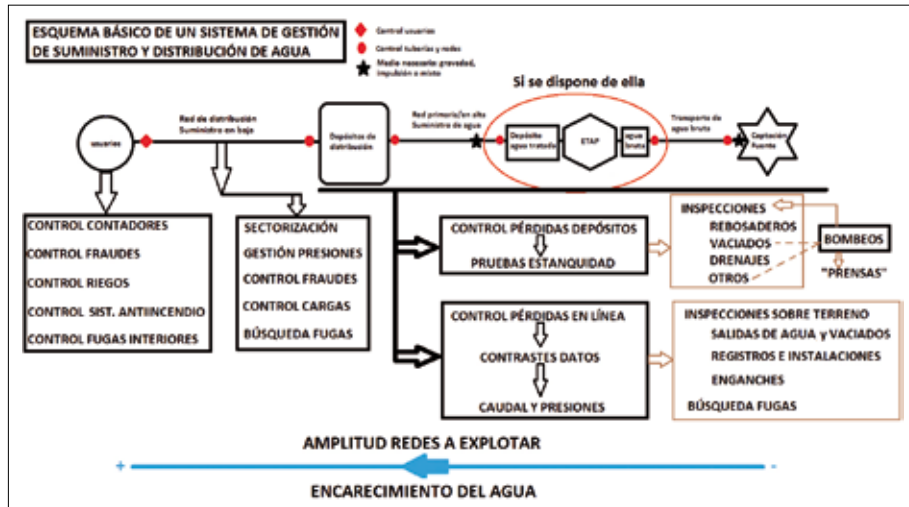 ESQUEMA BÁSICO DE UN SISTEMA DE GESTIÓN
DE SUMINISTRO Y DISTRIBUCIÓN DE AGUA
Control usuarios
Control tuberías y redes
Medio necesario: gravedad,
impulsión o mixto
Si se dispone de ella
usuarios
Red de distribución
Suministro en baja
Depósitos de
distribución
Red primaria/en alta
Suministro de agua
Depósito
agua tratada
ETAP
agua
bruta
Transporte de
agua bruta
Captación
Fuente
CONTROL CONTADORES
CONTROL FRAUDES
CONTROL RIEGOS
CONTROL SIST. ANTIINCENDIO
CONTROL FUGAS INTERIORES
SECTORIZACIÓN
GESTIÓN PRESIONES
CONTROL FRAUDES
CONTROL CARGAS
BÚSQUEDA FUGAS
CONTROL PÉRDIDAS DEPÓSITOS
PRUEBAS ESTANQUIDAD
INSPECCIONES
REBOSADEROS
VACIADOS
DRENAJES
OTROS
BOMBEOS
"PRENSAS"
CONTROL PÉRDIDAS EN LÍNEA
CONTRASTES DATOS
CAUDAL Y PRESIONES
INSPECCIONES SOBRE TERRENO
SALIDAS DE AGUA y VACIADOS
REGISTROS E INSTALACIONES
ENGANCHES
BÚSQUEDA FUGAS
AMPLITUD REDES A EXPLOTAR
+ -
ENCARECIMIENTO DEL AGUA